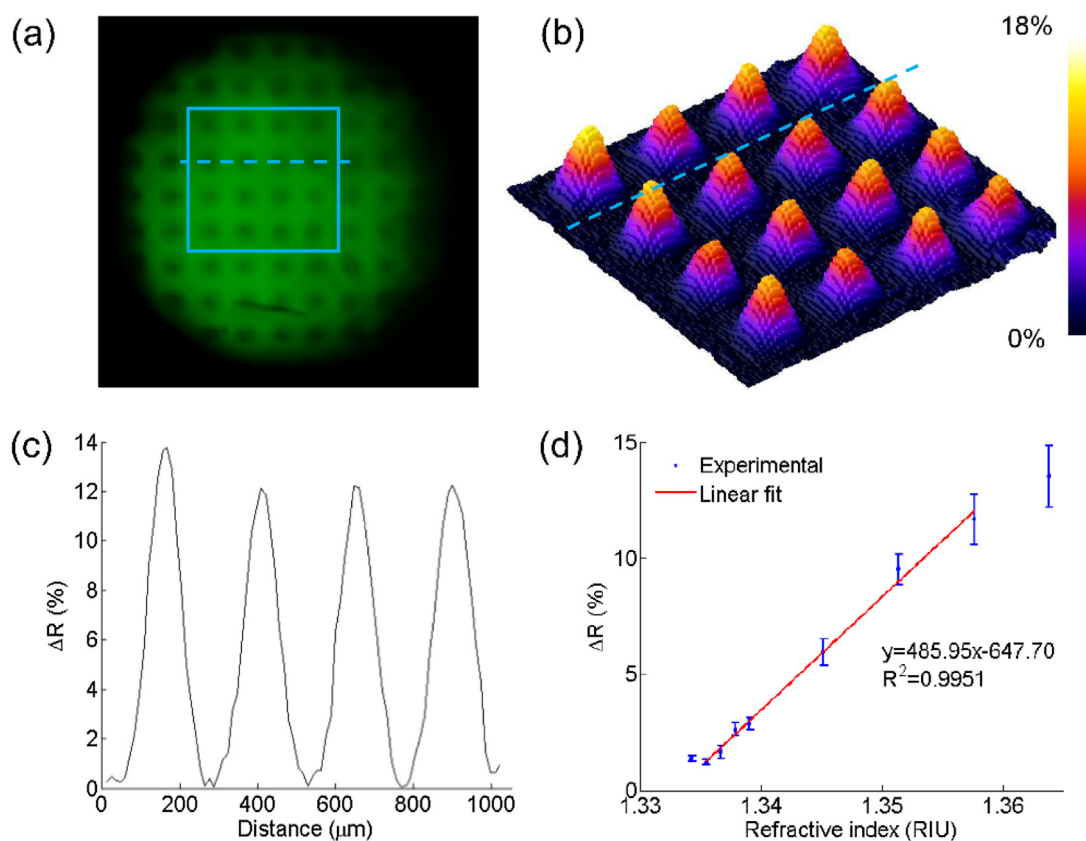 (a)
(b)
18%
0%
(c)
14
12
10
8
6
4
2
0
0
200
400
600
800
1000
ΔR (%)
Distance (μm)
(d)
15
10
5
0
1.33
1.34
1.35
1.36
ΔR (%)
Refractive index (RIU)
Experimental
Linear fit
y=485.95x-647.70
R²=0.9951